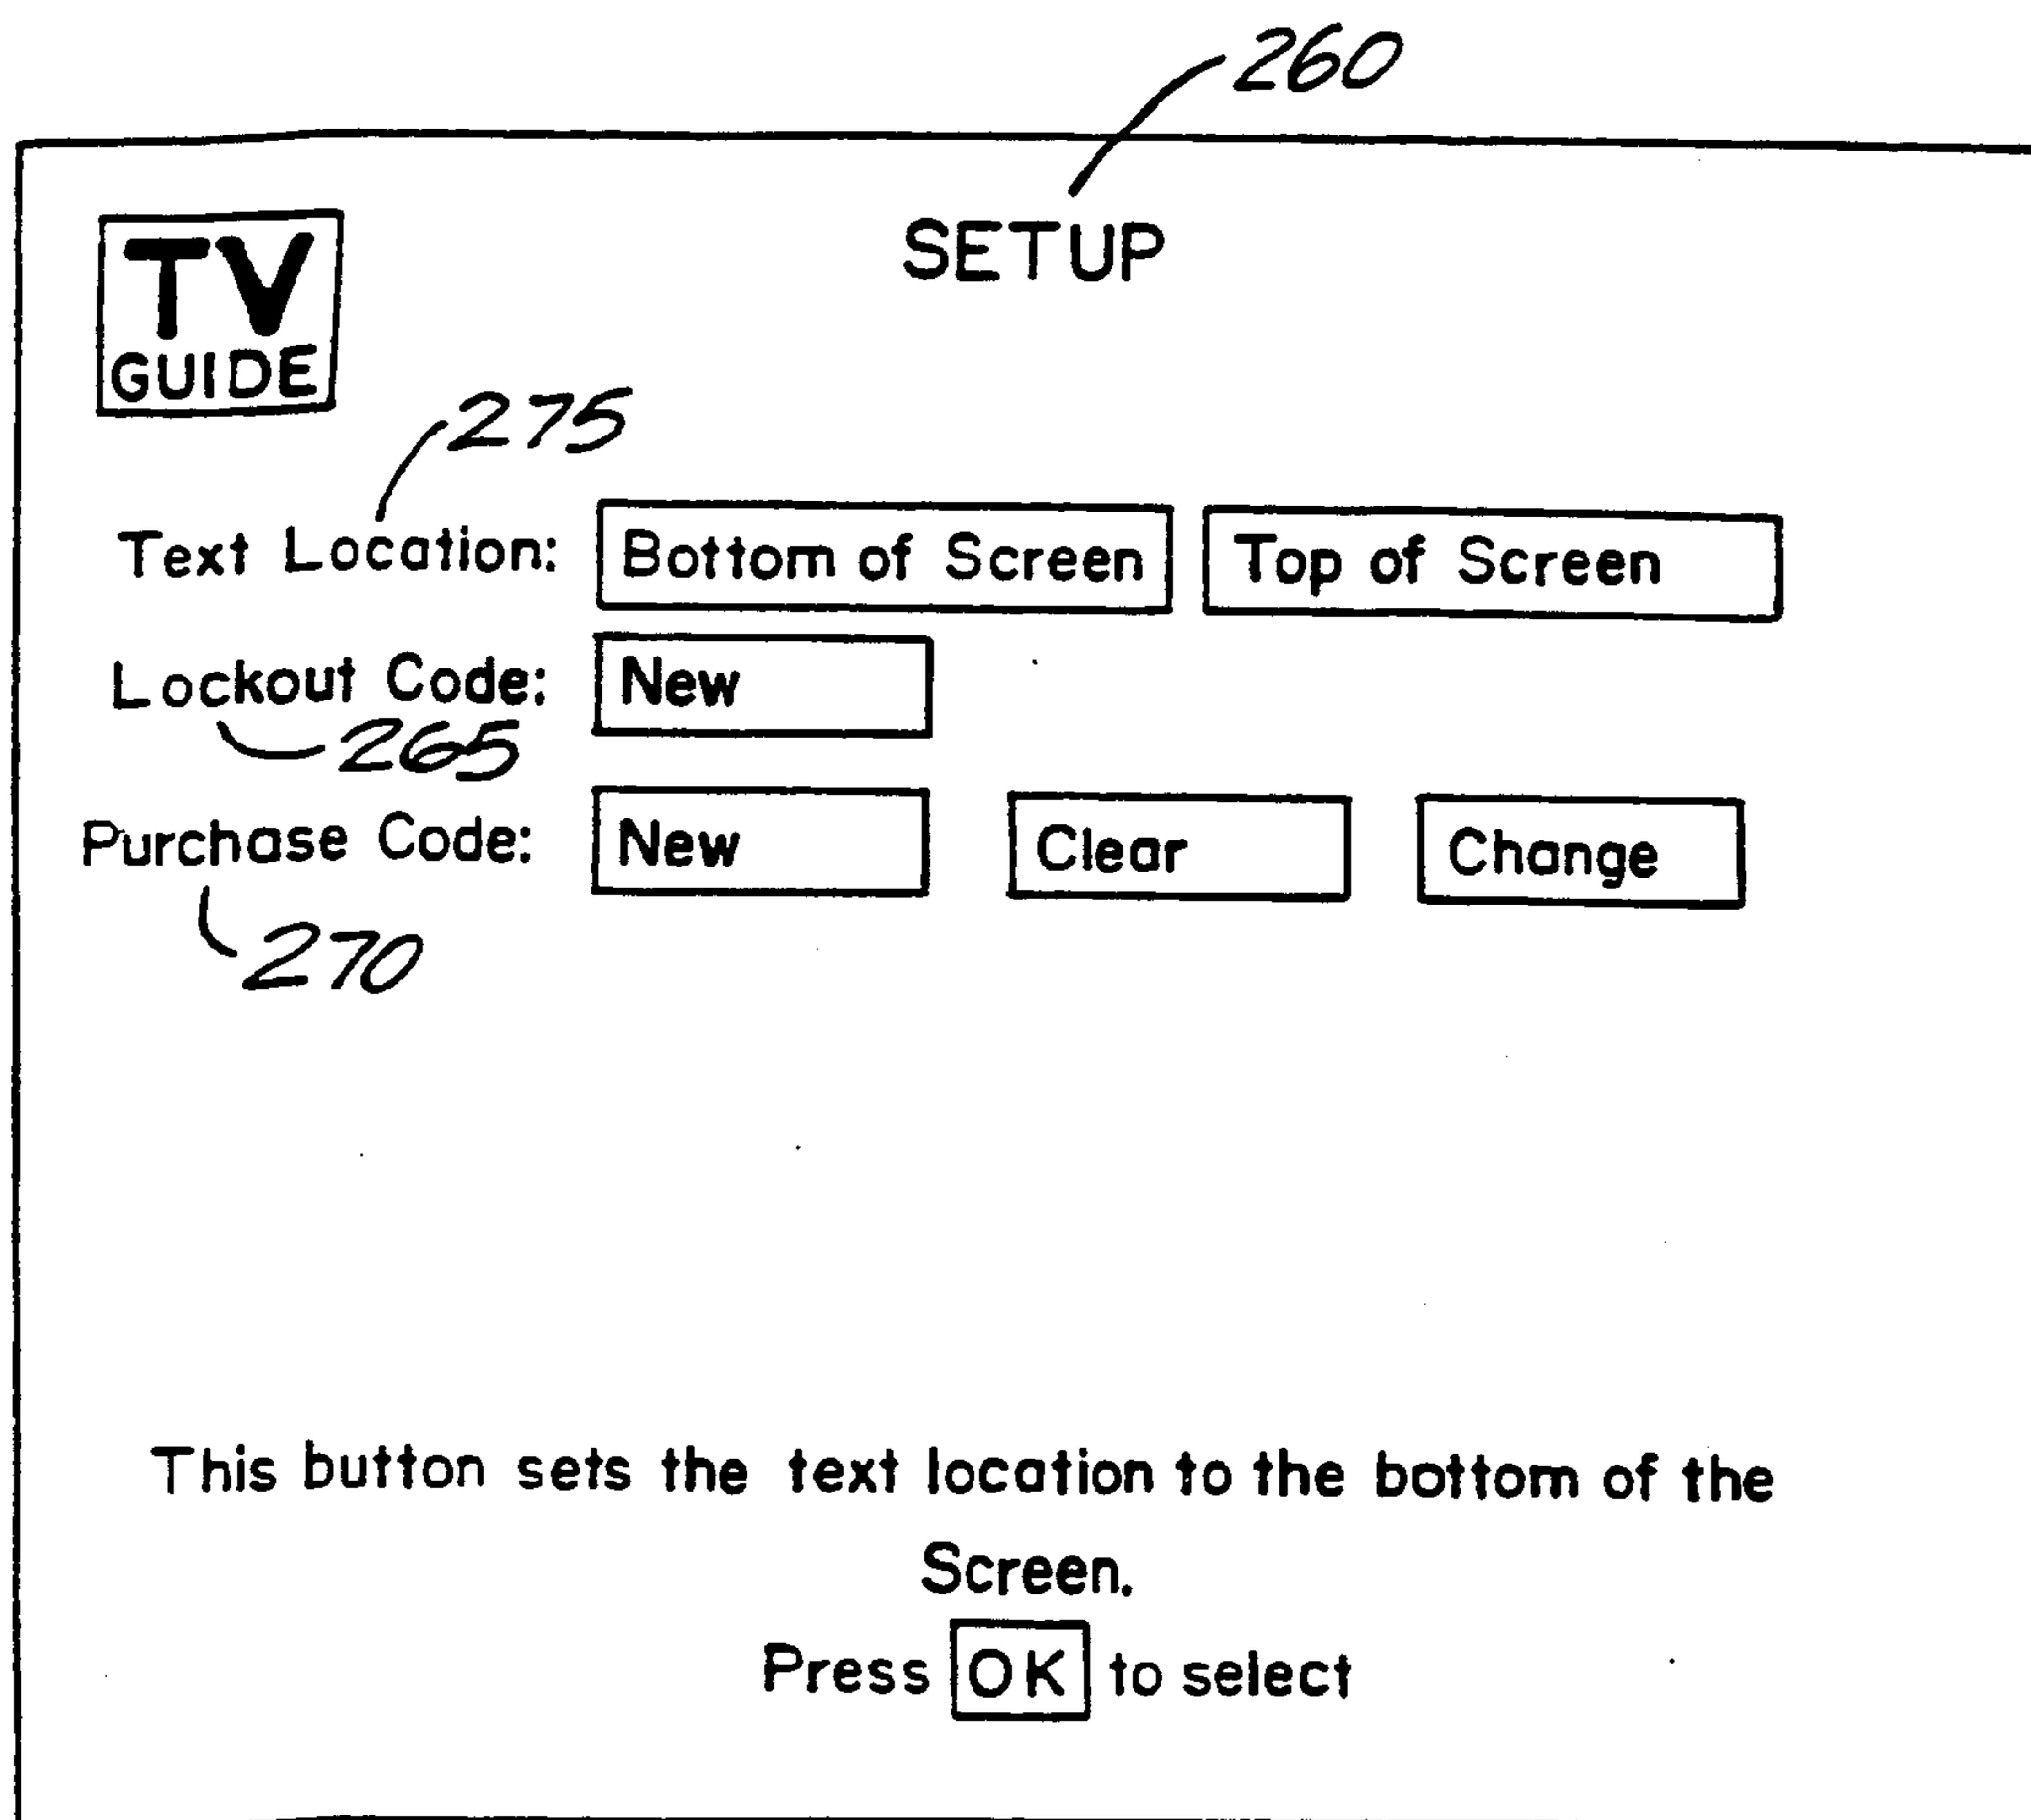 260
SETUP
TV
GUIDE
275
Text Location: Bottom of Screen Top of Screen
Lockout Code: New
265
Purchase Code: New Clear Change
270
This button sets the text location to the bottom of the
Screen.
Press OK to select